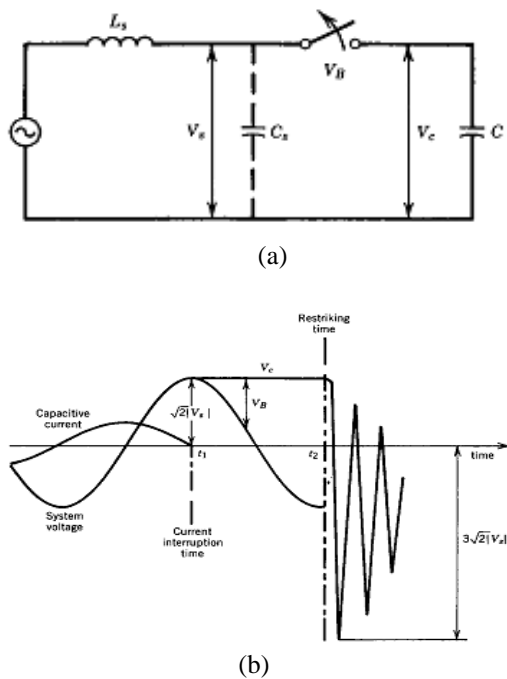 L_s
V_B
V_s
C_s
V_c
C
(a)
Restriking
time
V_c
Capacitive
current
√2|V_s|
V_B
t_1
t_2
time
System
voltage
Current
interruption
time
3√2|V_s|
(b)